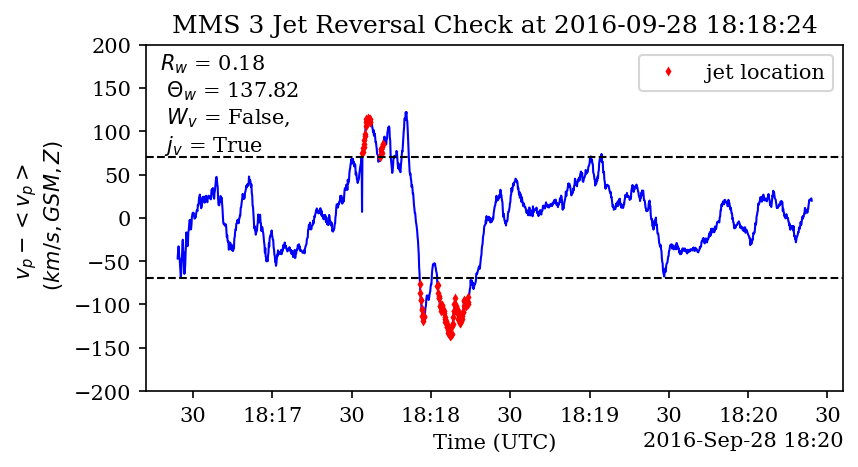 MMS 3 Jet Reversal Check at 2016-09-28 18:18:24
R_w = 0.18
Θ_w = 137.82
W_v = False,
j_v = True
jet location
v_p − < v_p >
(km/s, GSM, Z)
200
150
100
50
0
−50
−100
−150
−200
30 18:17 30 18:18 30 18:19 30 18:20 30
Time (UTC)
2016-Sep-28 18:20